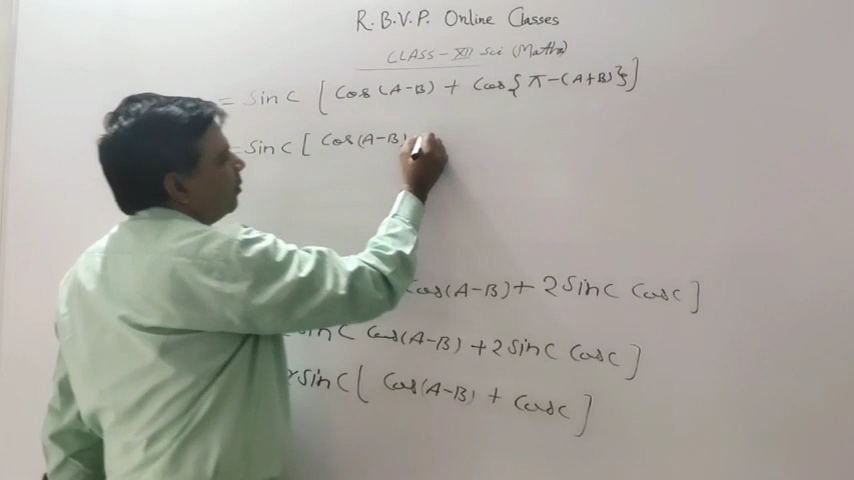 R.B.V.P. Online Classes
CLASS-XII Sci (Maths)
= Sin C [ Cos (A-B) + Cos{ π-(A+B)}]
= Sin C [ Cos(A-B)
Cos(A-B) + 2 Sin C Cos C ]
Sin C Cos(A-B) + 2 Sin C Cos C ]
Sin C [ Cos(A-B) + Cos C ]